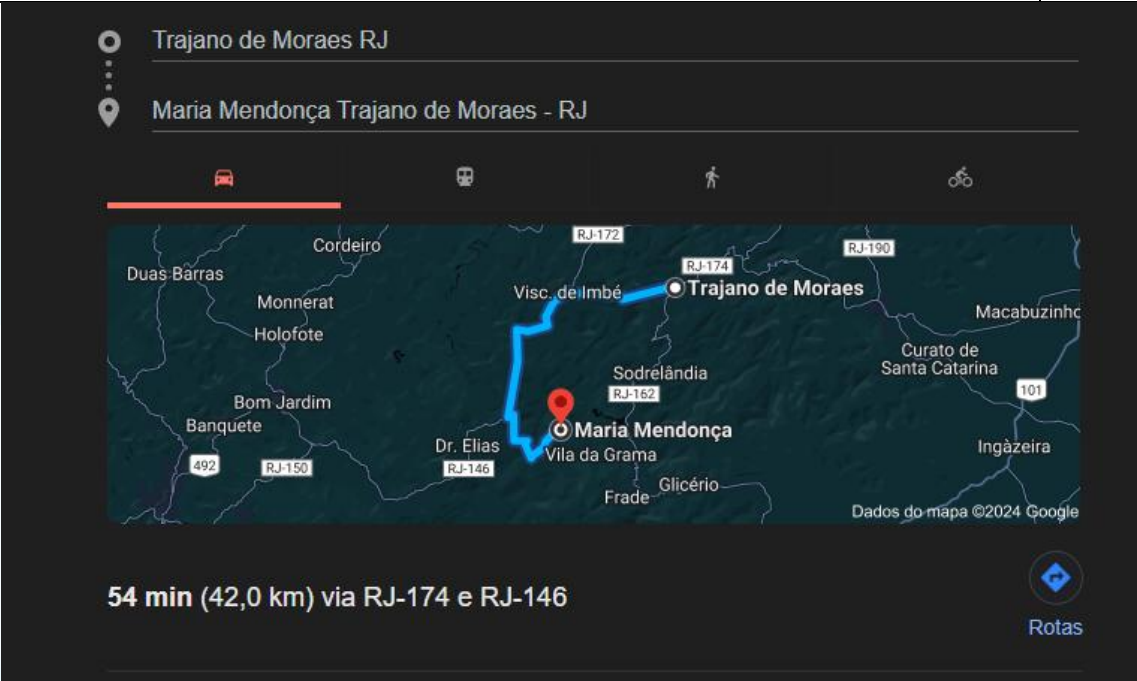 Trajano de Moraes RJ
Maria Mendonça Trajano de Moraes - RJ
RJ-172
Cordeiro
RJ-190
Duas Barras
RJ-174
Visc. de Imbé
Trajano de Moraes
Monnerat
Macabuzinho
Holofote
Curato de
Santa Catarina
Sodrelândia
RJ-162
101
Bom Jardim
Banquete
Maria Mendonça
Dr. Elias
Ingàzeira
Vila da Grama
492
RJ-150
RJ-146
Glicério
Frade
Dados do mapa ©2024 Google
54 min (42,0 km) via RJ-174 e RJ-146
Rotas